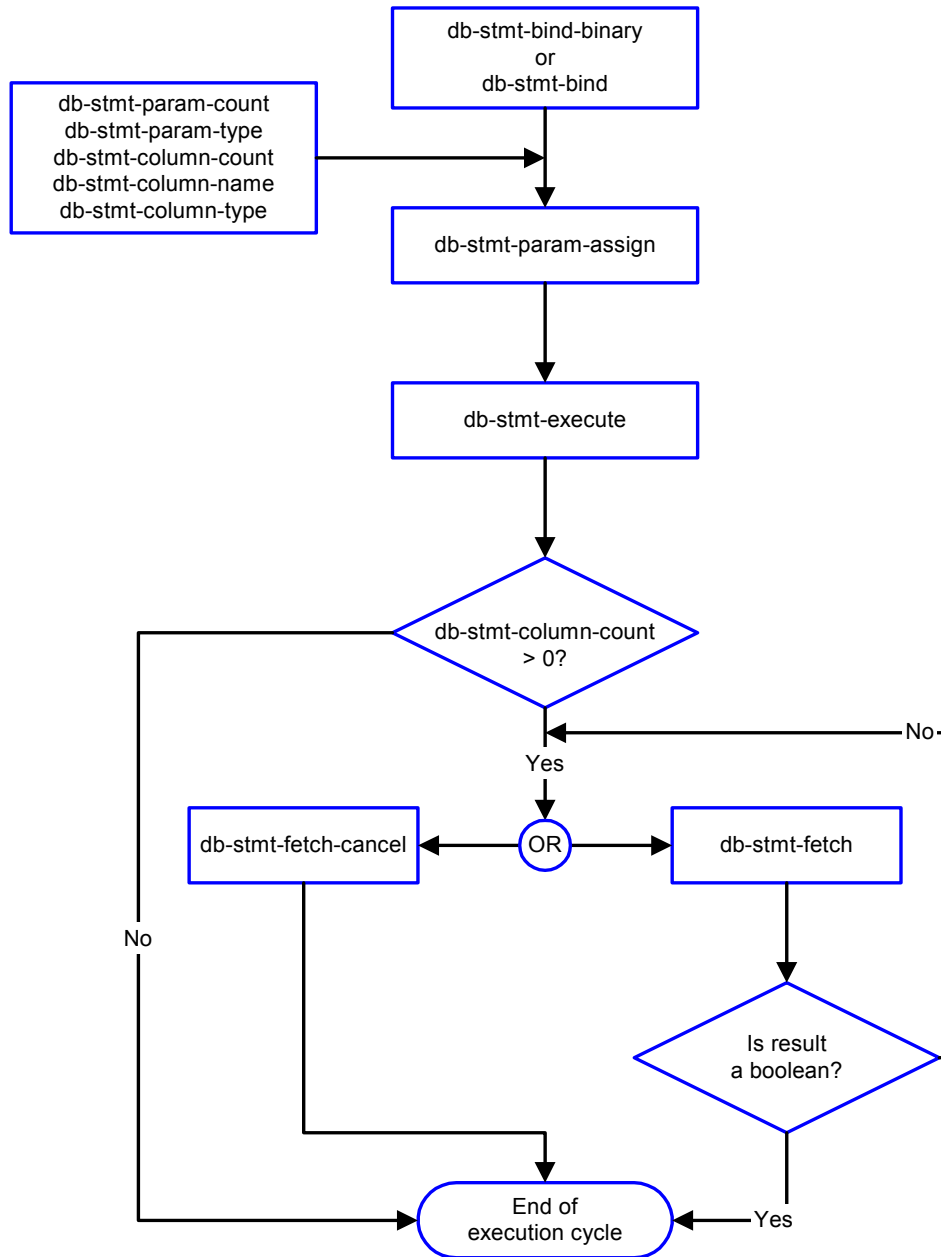 db-stmt-bind-binary
or
db-stmt-bind
db-stmt-param-count
db-stmt-param-type
db-stmt-column-count
db-stmt-column-name
db-stmt-column-type
db-stmt-param-assign
db-stmt-execute
db-stmt-column-count
> 0?
No
Yes
db-stmt-fetch-cancel
OR
db-stmt-fetch
No
Is result
a boolean?
End of
execution cycle
Yes